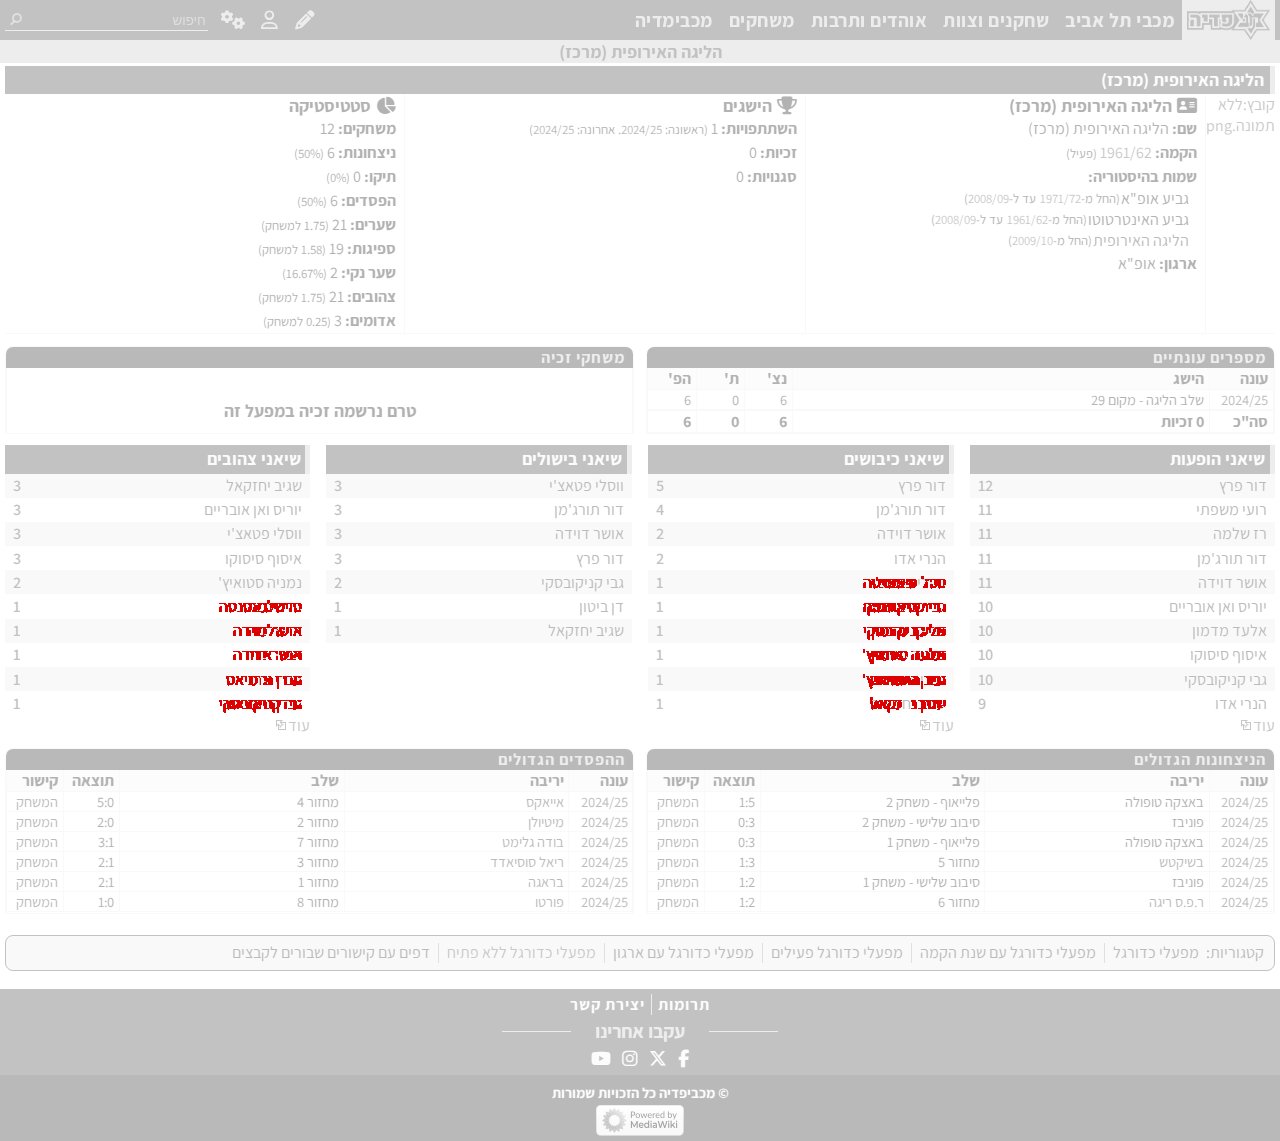 מכבי תל אביב
שחקנים וצוות
אוהדים ותרבות
משחקים
מכבימדיה
חיפוש
הליגה האירופית (מרכז)
הליגה האירופית (מרכז)
קובץ:ללא תמונה.png
הליגה האירופית (מרכז)
שם: הליגה האירופית (מרכז)
הקמה: 1961/62 (פעיל)
שמות בהיסטוריה:
גביע אופ"א (החל מ-1971/72 עד ל-2008/09)
גביע האינטרטוטו (החל מ-1961/62 עד ל-2008/09)
הליגה האירופית (החל מ-2009/10)
ארגון: אופ"א
הישגים
השתתפויות: 1 (ראשונה: 2024/25. אחרונה: 2024/25)
זכיות: 0
סגנויות: 0
סטטיסטיקה
משחקים: 12
ניצחונות: 6 (50%)
תיקו: 0 (0%)
הפסדים: 6 (50%)
שערים: 21 (1.75 למשחק)
ספיגות: 19 (1.58 למשחק)
שער נקי: 2 (16.67%)
צהובים: 21 (1.75 למשחק)
אדומים: 3 (0.25 למשחק)
מספרים עונתיים
עונה הישג נצ' ת' הפ'
2024/25 שלב הליגה - מקום 29 6 0 6
סה"כ 0 זכיות 6 0 6
משחקי זכיה
טרם נרשמה זכיה במפעל זה
שיאני הופעות
דור פרץ 12
רועי משפתי 11
רז שלמה 11
דור תורג'מן 11
אושר דוידה 11
יוריס ואן אובריים 10
אלעד מדמון 10
איסוף סיסוקו 10
גבי קניקובסקי 10
הנרי אדו 9
עוד
שיאני כיבושים
דור פרץ 5
דור תורג'מן 4
אושר דוידה 2
הנרי אדו 2
1
1
1
1
1
1
עוד
שיאני בישולים
ווסלי פטאצ'י 3
דור תורג'מן 3
אושר דוידה 3
דור פרץ 3
גבי קניקובסקי 2
דן ביטון 1
שגיב יחזקאל 1
שיאני צהובים
שגיב יחזקאל 3
יוריס ואן אובריים 3
ווסלי פטאצ'י 3
איסוף סיסוקו 3
נמניה סטואיץ' 2
1
1
1
1
1
עוד
הניצחונות הגדולים
עונה יריבה שלב תוצאה קישור
2024/25 באצקה טופולה פלייאוף - משחק 2 1:5 המשחק
2024/25 פוניבז סיבוב שלישי - משחק 2 0:3 המשחק
2024/25 באצקה טופולה פלייאוף - משחק 1 0:3 המשחק
2024/25 בשיקטש מחזור 5 1:3 המשחק
2024/25 פוניבז סיבוב שלישי - משחק 1 1:2 המשחק
2024/25 ר.פ.ס ריגה מחזור 6 1:2 המשחק
ההפסדים הגדולים
עונה יריבה שלב תוצאה קישור
2024/25 אייאקס מחזור 4 5:0 המשחק
2024/25 מיטיולן מחזור 2 2:0 המשחק
2024/25 בודה גלימט מחזור 7 3:1 המשחק
2024/25 ריאל סוסיאדד מחזור 3 2:1 המשחק
2024/25 בראגה מחזור 1 2:1 המשחק
2024/25 פורטו מחזור 8 1:0 המשחק
קטגוריות: מפעלי כדורגל | מפעלי כדורגל עם שנת הקמה | מפעלי כדורגל פעילים | מפעלי כדורגל עם ארגון | מפעלי כדורגל ללא פתיח | דפים עם קישורים שבורים לקבצים
תרומות | יצירת קשר
עקבו אחרינו
© מכביפדיה כל הזכויות שמורות
Powered by
MediaWiki